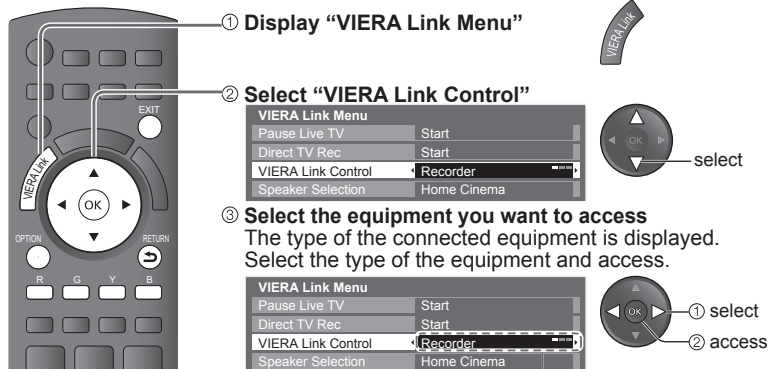 ① Display “VIERA Link Menu”
VIERA Link
② Select “VIERA Link Control”
VIERA Link Menu
Pause Live TV Start
Direct TV Rec Start
VIERA Link Control Recorder
Speaker Selection Home Cinema
OK
select
③ Select the equipment you want to access
The type of the connected equipment is displayed.
Select the type of the equipment and access.
VIERA Link Menu
Pause Live TV Start
Direct TV Rec Start
VIERA Link Control Recorder
Speaker Selection Home Cinema
OK
① select
② access
EXIT
VIERA Link
OK
OPTION
RETURN
R G Y B